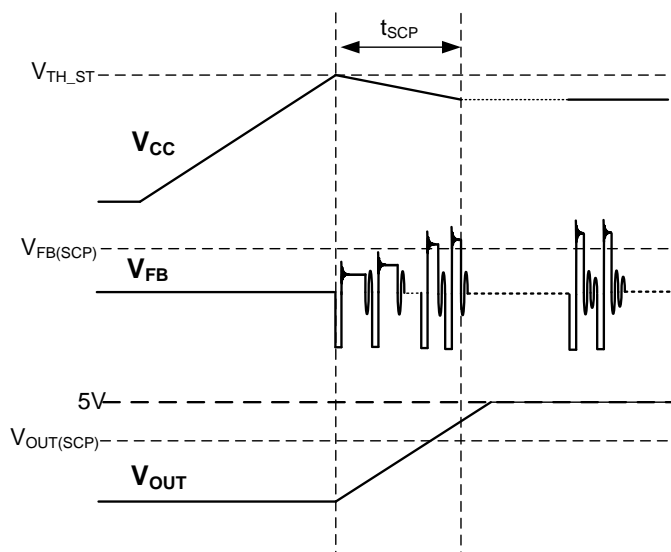 tSCP
VTH_ST
VCC
VFB(SCP)
VFB
5V
VOUT(SCP)
VOUT